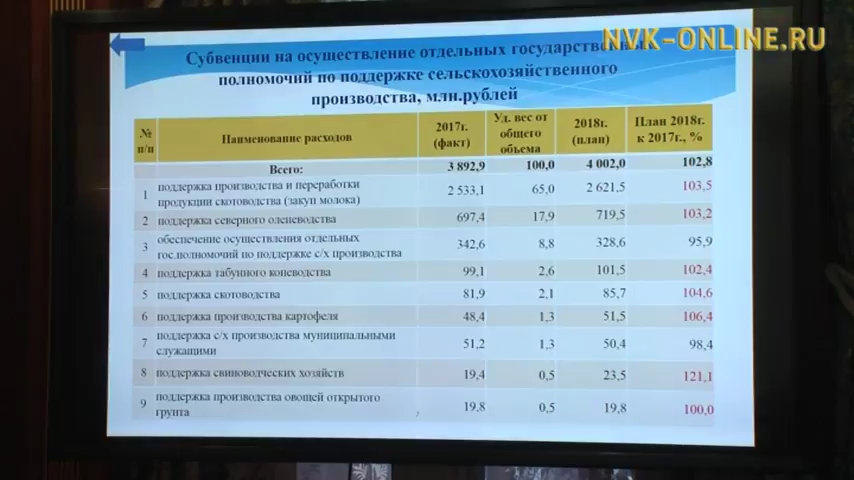 NVK-ONLINE.RU
Субвенции на осуществление отдельных
полномочий по поддержке сельскохозяйственного
производства, млн.рублей
№ п/п Наименование расходов 2017г. (факт) Уд. вес от общего объема 2018г. (план) План 2018г. к 2017г., %
Всего: 3 892,9 100,0 4 002,0 102,8
1 поддержка производства и переработки
продукции скотоводства (закуп молока) 2 533,1 65,0 2 621,5 103,5
2 поддержка северного оленеводства 697,4 17,9 719,5 103,2
3 обеспечение осуществления отдельных
гос.полномочий по поддержке с/х производства 342,6 8,8 328,6 95,9
4 поддержка табунного коневодства 99,1 2,6 101,5 102,4
5 поддержка скотоводства 81,9 2,1 85,7 104,6
6 поддержка производства картофеля 48,4 1,3 51,5 106,4
7 поддержка с/х производства муниципальными
служащими 51,2 1,3 50,4 98,4
8 поддержка свиноводческих хозяйств 19,4 0,5 23,5 121,1
9 поддержка производства овощей открытого
грунта 19,8 0,5 19,8 100,0